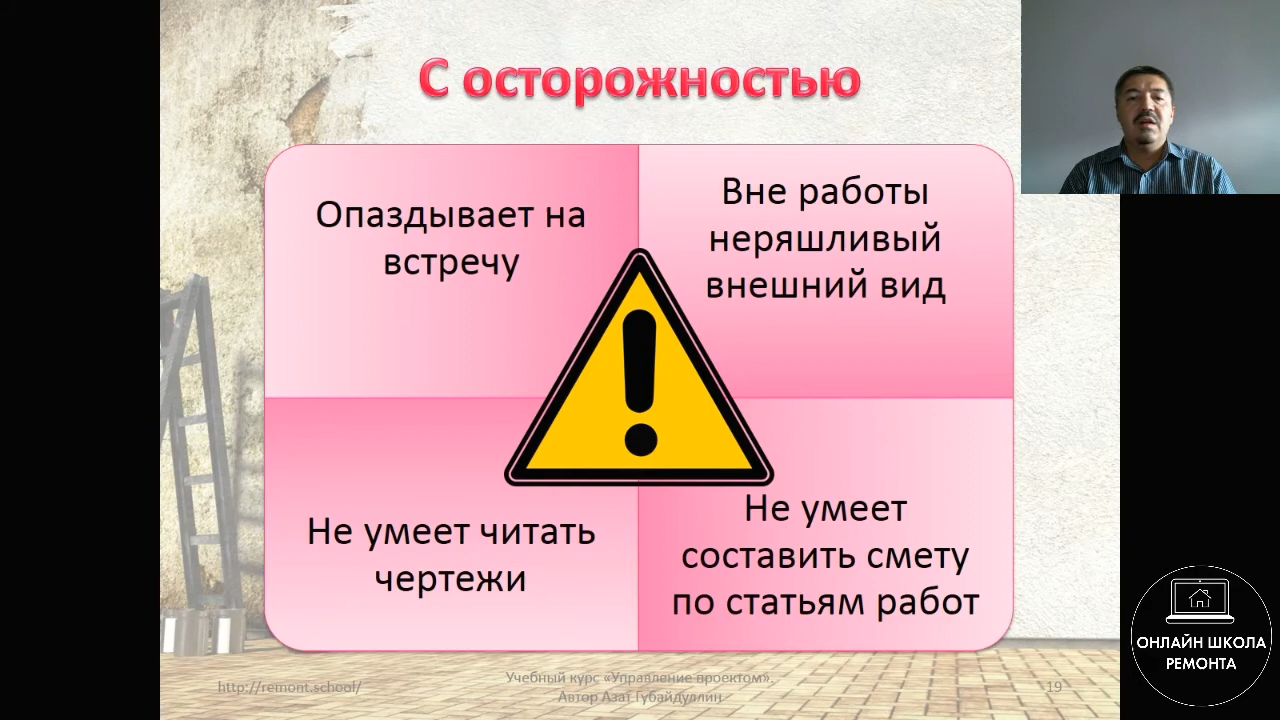 С осторожностью
Опаздывает на
встречу
Вне работы
неряшливый
внешний вид
Не умеет читать
чертежи
Не умеет
составить смету
по статьям работ
http://remont.school/
Учебный курс «Управление проектом».
Автор Азат Губайдуллин
19
ОНЛАЙН ШКОЛА
РЕМОНТА